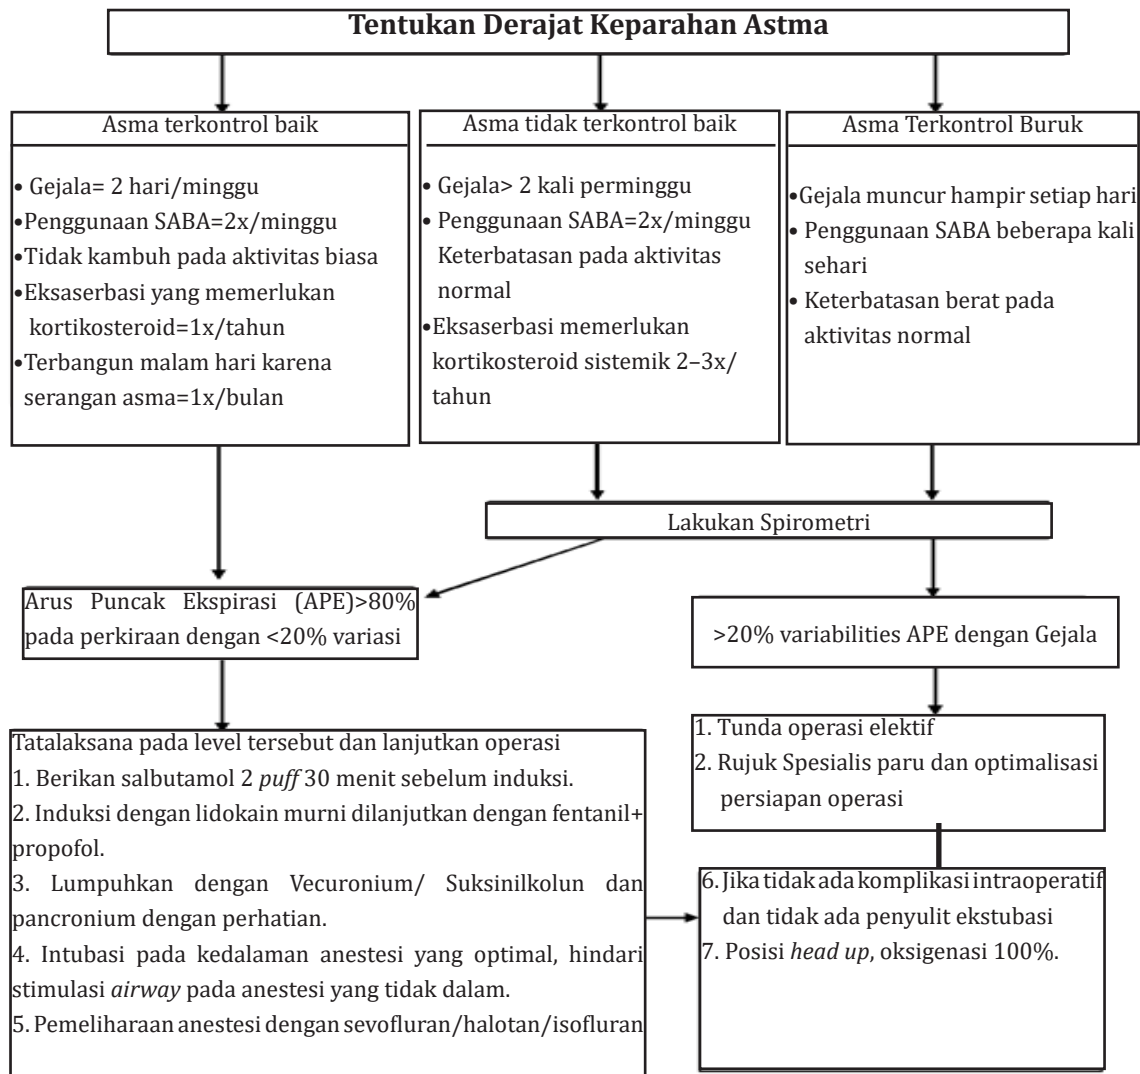 Tentukan Derajat Keparahan Astma
Asma terkontrol baik
• Gejala= 2 hari/minggu
•Penggunaan SABA=2x/minggu
•Tidak kambuh pada aktivitas biasa
•Eksaserbasi yang memerlukan
kortikosteroid=1x/tahun
•Terbangun malam hari karena
serangan asma=1x/bulan
Asma tidak terkontrol baik
• Gejala> 2 kali perminggu
• Penggunaan SABA=2x/minggu
Keterbatasan pada aktivitas
normal
•Eksaserbasi memerlukan
kortikosteroid sistemik 2–3x/
tahun
Asma Terkontrol Buruk
•Gejala muncur hampir setiap hari
• Penggunaan SABA beberapa kali
sehari
• Keterbatasan berat pada
aktivitas normal
Lakukan Spirometri
Arus Puncak Ekspirasi (APE)>80%
pada perkiraan dengan <20% variasi
>20% variabilities APE dengan Gejala
Tatalaksana pada level tersebut dan lanjutkan operasi
1. Berikan salbutamol 2 puff 30 menit sebelum induksi.
2. Induksi dengan lidokain murni dilanjutkan dengan fentanil+
propofol.
3. Lumpuhkan dengan Vecuronium/ Suksinilkolun dan
pancronium dengan perhatian.
4. Intubasi pada kedalaman anestesi yang optimal, hindari
stimulasi airway pada anestesi yang tidak dalam.
5. Pemeliharaan anestesi dengan sevofluran/halotan/isofluran
1. Tunda operasi elektif
2. Rujuk Spesialis paru dan optimalisasi
persiapan operasi
6. Jika tidak ada komplikasi intraoperatif
dan tidak ada penyulit ekstubasi
7. Posisi head up, oksigenasi 100%.